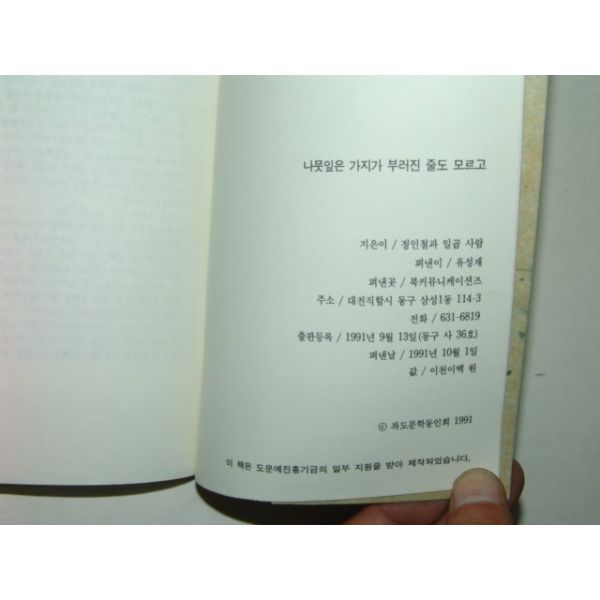 나뭇잎은 가지가 부러진 줄도 모르고
지은이 / 정인철과 일곱 사람
펴낸이 / 유성재
펴낸곳 / 북커뮤니케이션즈
주소 / 대전직할시 동구 삼성1동 114-3
전화 / 631-6819
출판등록 / 1991년 9월 13일(동구 사 36호)
펴낸날 / 1991년 10월 1일
값 / 이천이백 원
ⓒ 좌도문학동인회 1991
이 책은 도문예진흥기금의 일부 지원을 받아 제작되었습니다.